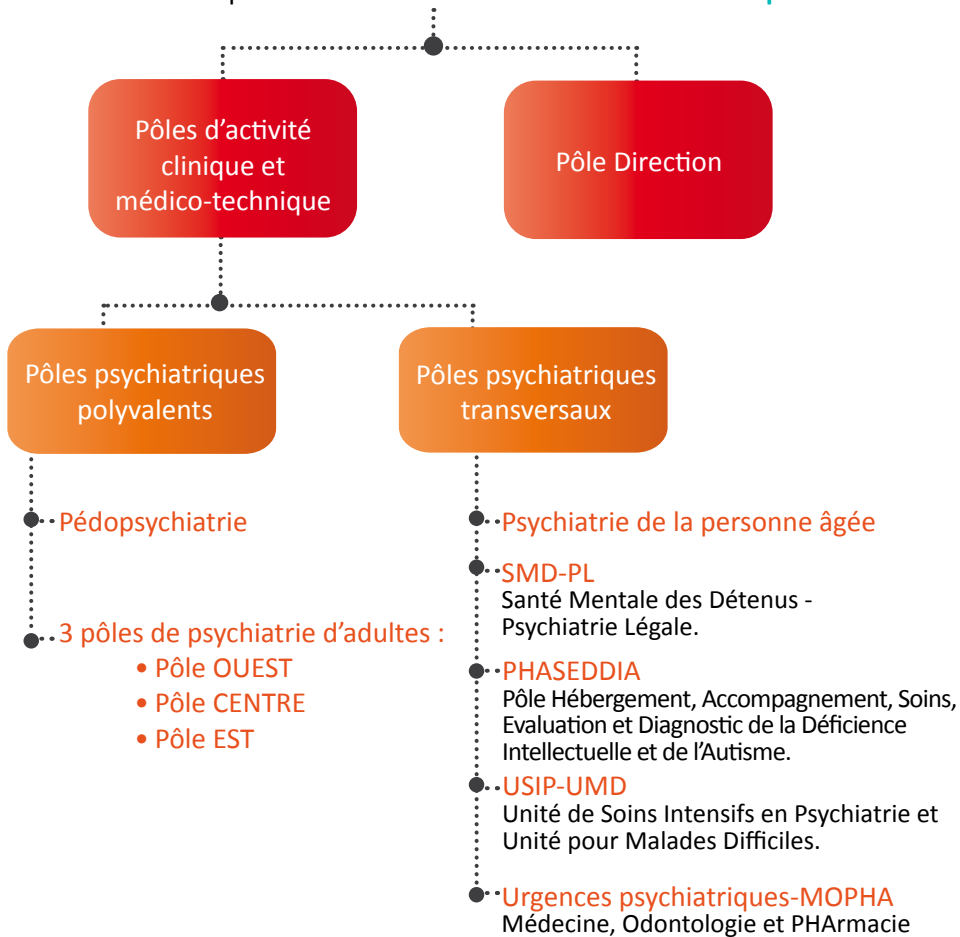 Pôles d'activité
clinique et
médico-technique
Pôle Direction
Pôles psychiatriques
polyvalents
Pôles psychiatriques
transversaux
Pédopsychiatrie
3 pôles de psychiatrie d'adultes :
• Pôle OUEST
• Pôle CENTRE
• Pôle EST
Psychiatrie de la personne âgée
SMD-PL
Santé Mentale des Détenus -
Psychiatrie Légale.
PHASEDDIA
Pôle Hébergement, Accompagnement, Soins,
Evaluation et Diagnostic de la Déficience
Intellectuelle et de l'Autisme.
USIP-UMD
Unité de Soins Intensifs en Psychiatrie et
Unité pour Malades Difficiles.
Urgences psychiatriques-MOPHA
Médecine, Odontologie et PHArmacie